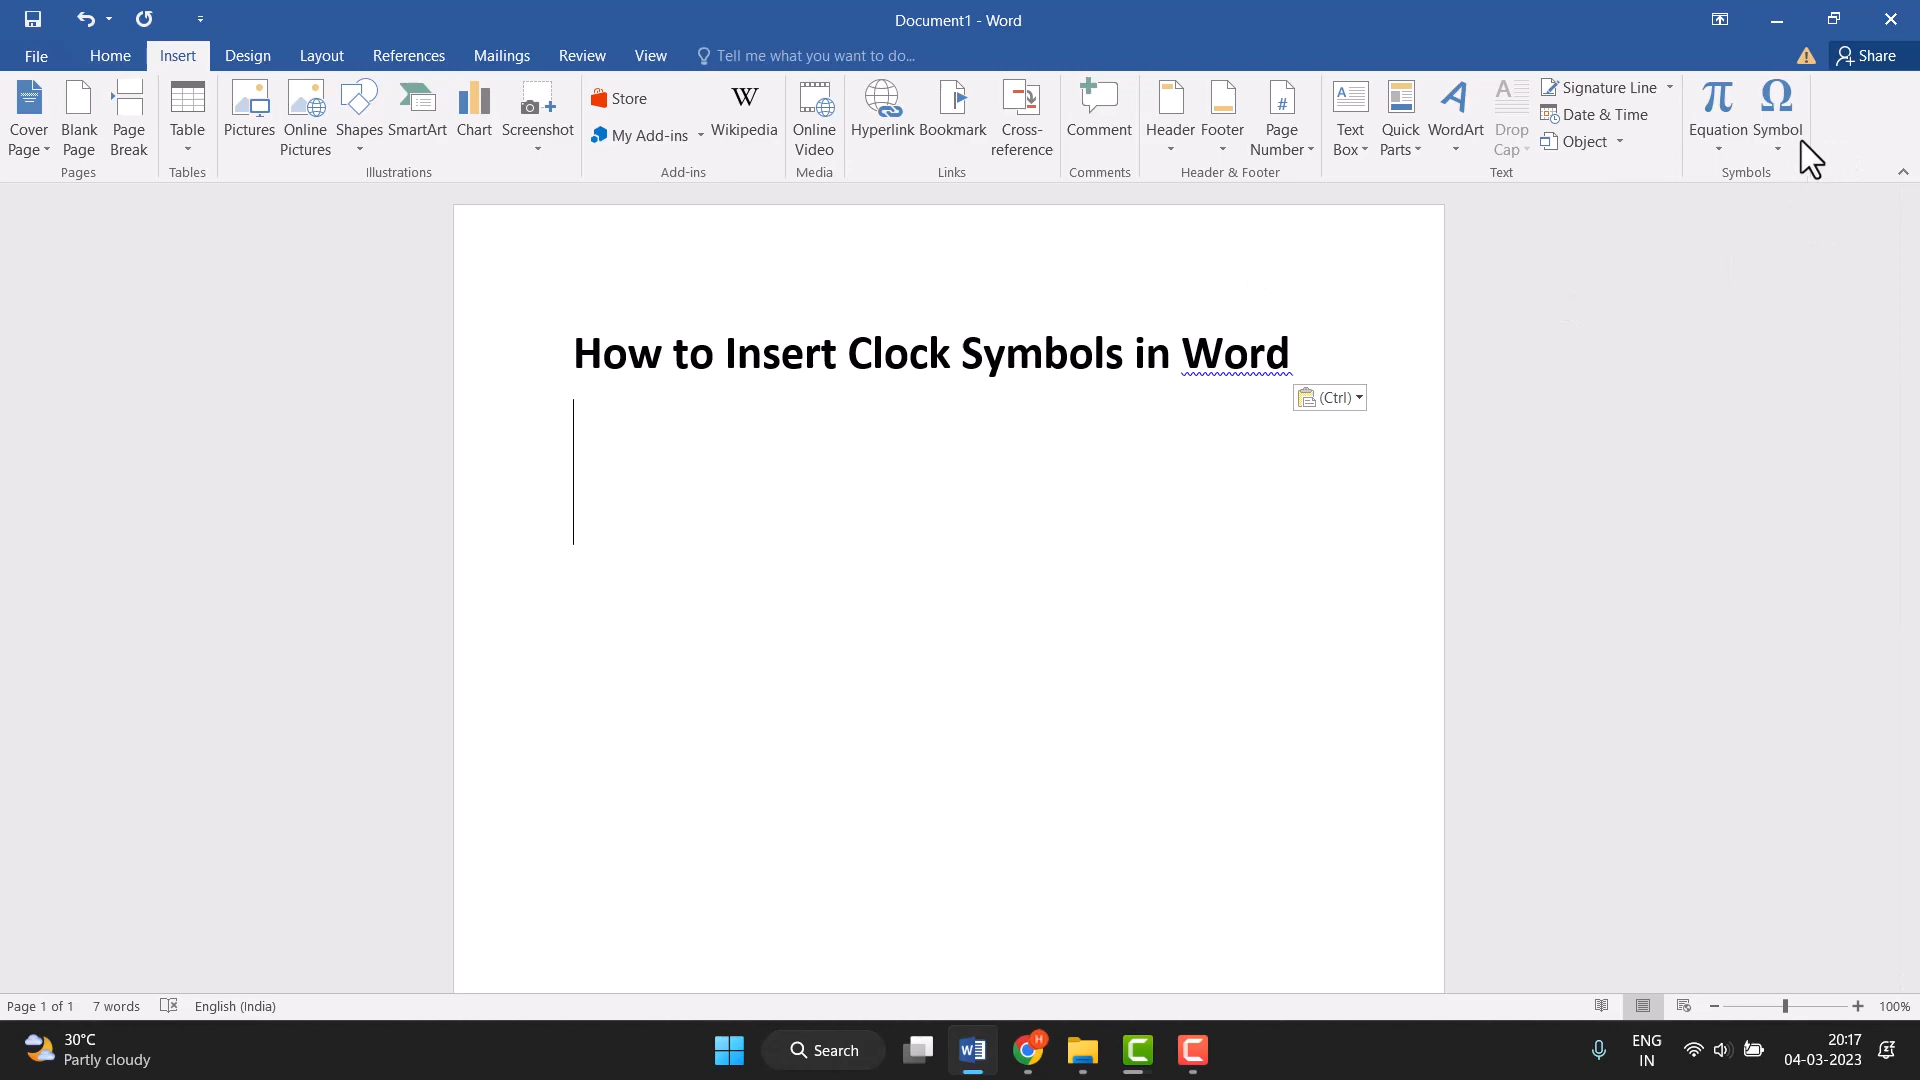 Document1 - Word
File Home Insert Design Layout References Mailings Review View Tell me what you want to do... Share
Cover Page
Blank Page
Page Break
Pages
Table
Tables
Pictures
Online Pictures
Shapes
SmartArt
Chart
Screenshot
Illustrations
Store
My Add-ins
W
Wikipedia
Add-ins
Online Video
Media
Hyperlink
Bookmark
Cross-
reference
Links
Comment
Comments
Header
Footer
#
Page Number
Header & Footer
A
Text Box
Quick Parts
A
WordArt
A
Drop Cap
Signature Line
Date & Time
Object
Text
π
Equation
Ω
Symbol
Symbols
How to Insert Clock Symbols in Word
(Ctrl)
Page 1 of 1 7 words English (India) 100%
30°C
Partly cloudy
Search
W
H
C
C
ENG
IN
20:17
04-03-2023